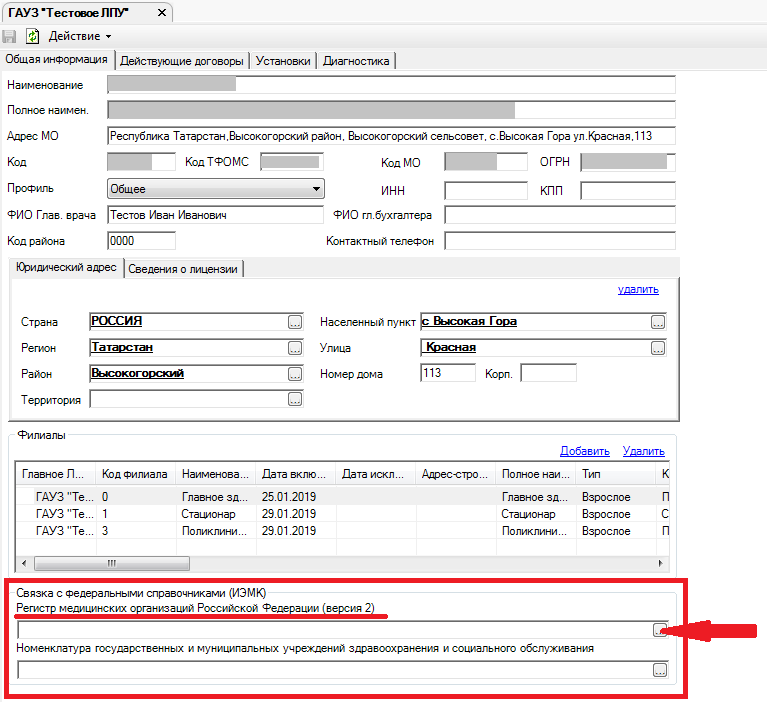 ГАУЗ "Тестовое ЛПУ"
Действие
Общая информация Действующие договоры Установки Диагностика
Наименование
Полное наимен.
Адрес МО Республика Татарстан,Высокогорский район, Высокогорский сельсовет, с.Высокая Гора ул.Красная,113
Код Код ТФОМС Код МО ОГРН
Профиль Общее ИНН КПП
ФИО Глав. врача Тестов Иван Иванович ФИО гл.бухгалтера
Код района 0000 Контактный телефон
Юридический адрес Сведения о лицензии
удалить
Страна РОССИЯ ... Населенный пункт с Высокая Гора ...
Регион Татарстан ... Улица Красная ...
Район Высокогорский ... Номер дома 113 Корп.
Территория ...
Филиалы
Добавить Удалить
Главное Л... Код филиала Наименова... Дата вклю... Дата искл... Адрес-стро... Полное наи... Тип К
ГАУЗ "Те... 0 Главное зд... 25.01.2019 Главное зд... Взрослое П
ГАУЗ "Те... 1 Стационар 29.01.2019 Стационар Взрослое С
ГАУЗ "Те... 3 Поликлини... 29.01.2019 Поликлини... Взрослое П
Связка с федеральными справочниками (ИЭМК)
Регистр медицинских организаций Российской Федерации (версия 2)
...
Номенклатура государственных и муниципальных учреждений здравоохранения и социального обслуживания
...